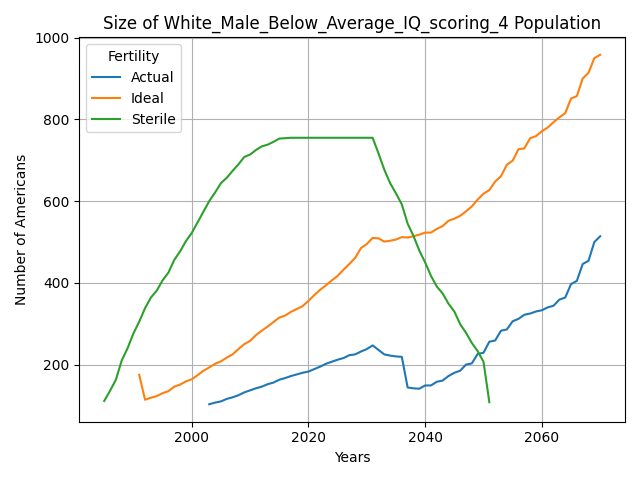 Size of White_Male_Below_Average_IQ_scoring_4 Population
Fertility
Actual
Ideal
Sterile
Number of Americans
1000
800
600
400
200
2000
2020
2040
2060
Years